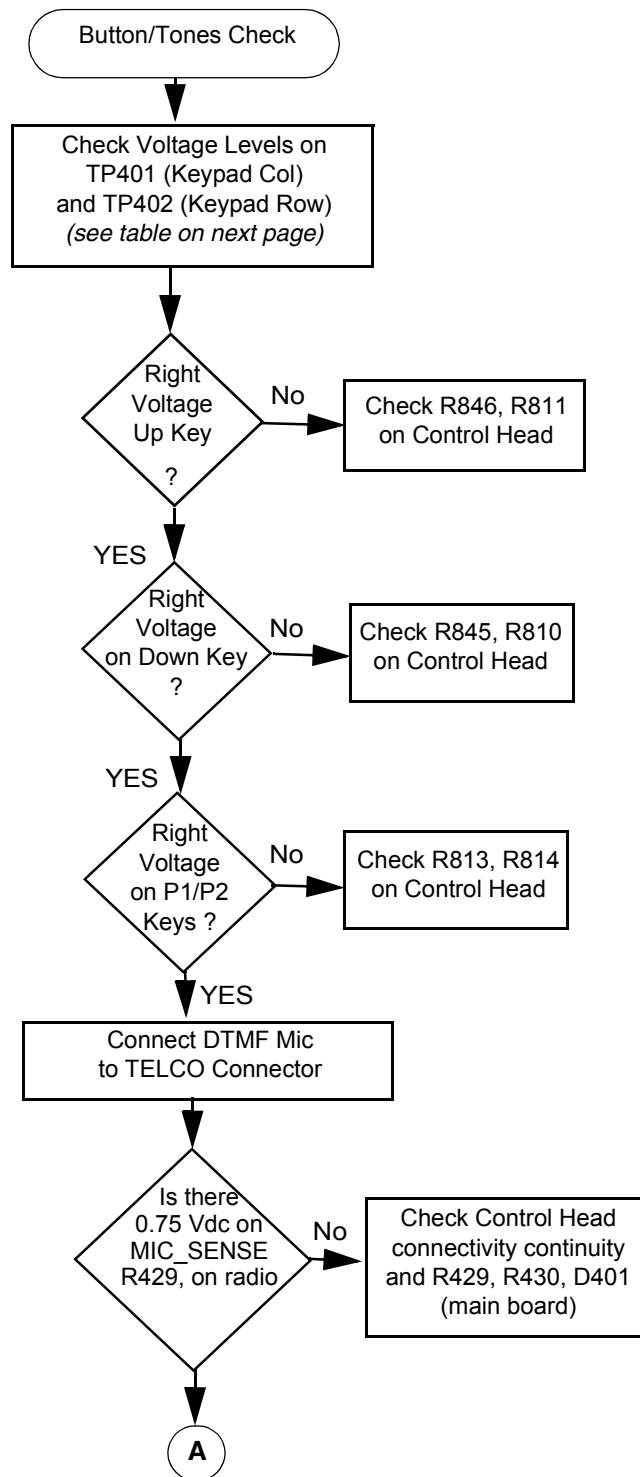 Button/Tones Check
Check Voltage Levels on
TP401 (Keypad Col)
and TP402 (Keypad Row)
(see table on next page)
Right
Voltage
Up Key
?
No
Check R846, R811
on Control Head
YES
Right
Voltage
on Down Key
?
No
Check R845, R810
on Control Head
YES
Right
Voltage
on P1/P2
Keys ?
No
Check R813, R814
on Control Head
YES
Connect DTMF Mic
to TELCO Connector
Is there
0.75 Vdc on
MIC_SENSE
R429, on radio
No
Check Control Head
connectivity continuity
and R429, R430, D401
(main board)
A